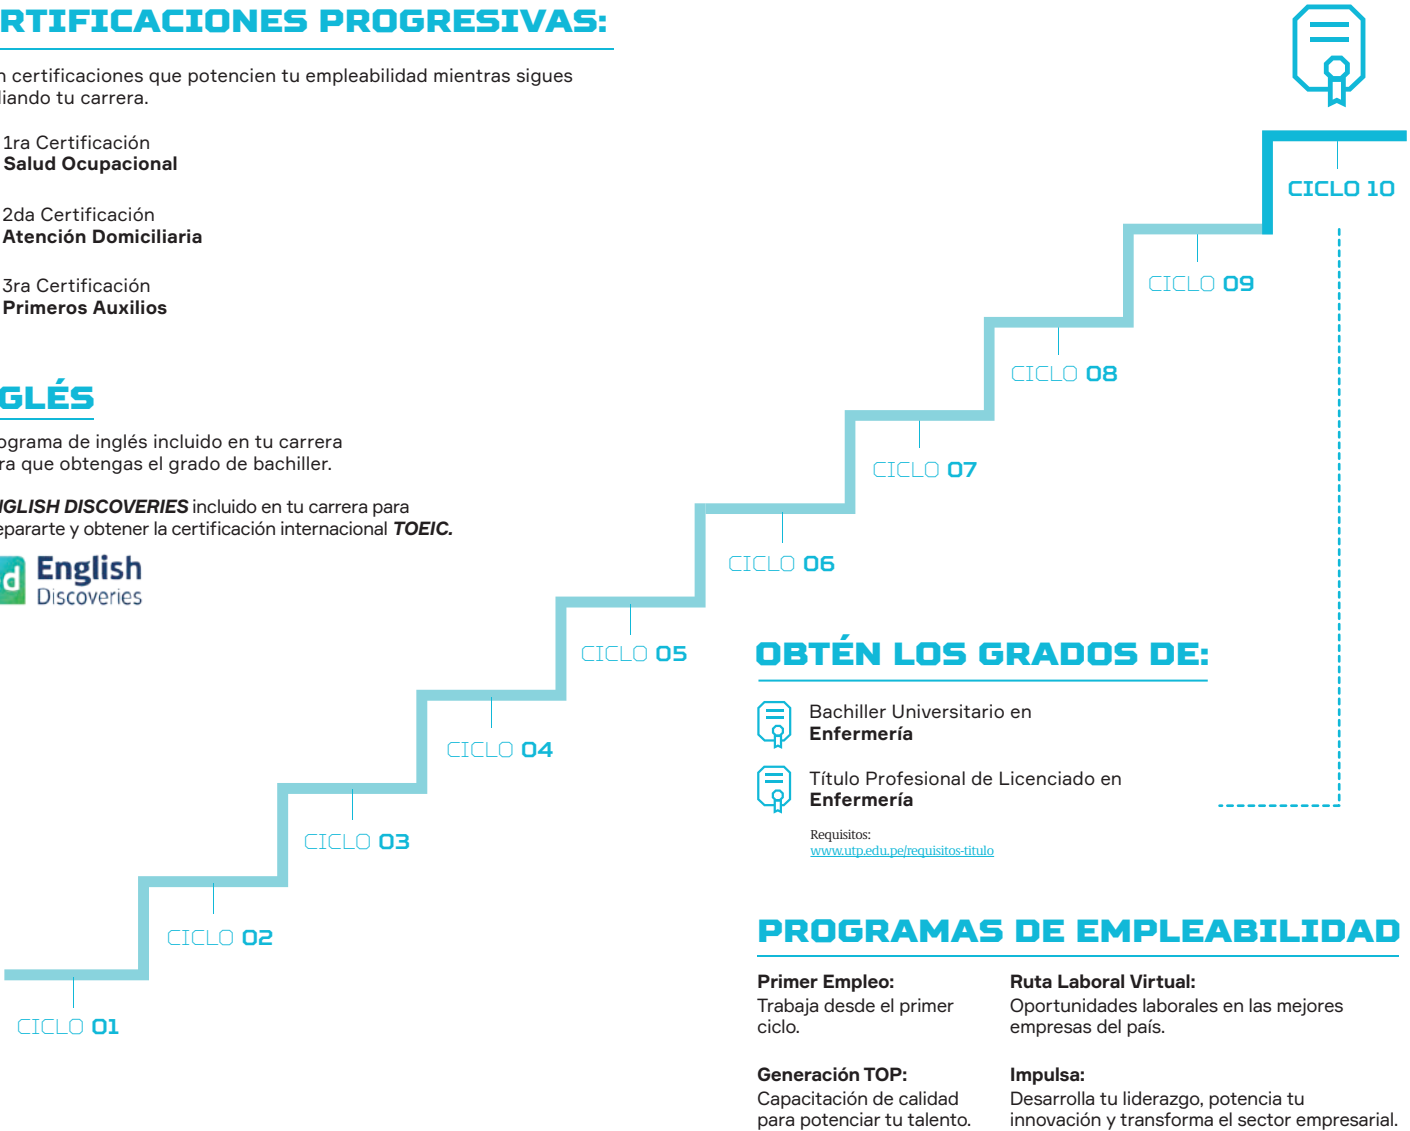 RTIFICACIONES PROGRESIVAS:
n certificaciones que potencien tu empleabilidad mientras sigues
diando tu carrera.
1ra Certificación
Salud Ocupacional
2da Certificación
Atención Domiciliaria
3ra Certificación
Primeros Auxilios
GLÉS
ograma de inglés incluido en tu carrera
ra que obtengas el grado de bachiller.
NGLISH DISCOVERIES incluido en tu carrera para
epararte y obtener la certificación internacional TOEIC.
ed English
Discoveries
CICLO 10
CICLO 09
CICLO 08
CICLO 07
CICLO 06
CICLO 05
CICLO 04
CICLO 03
CICLO 02
CICLO 01
OBTÉN LOS GRADOS DE:
Bachiller Universitario en
Enfermería
Título Profesional de Licenciado en
Enfermería
Requisitos:
www.utp.edu.pe/requisitos-titulo
PROGRAMAS DE EMPLEABILIDAD
Primer Empleo:
Trabaja desde el primer
ciclo.
Ruta Laboral Virtual:
Oportunidades laborales en las mejores
empresas del país.
Generación TOP:
Capacitación de calidad
para potenciar tu talento.
Impulsa:
Desarrolla tu liderazgo, potencia tu
innovación y transforma el sector empresarial.